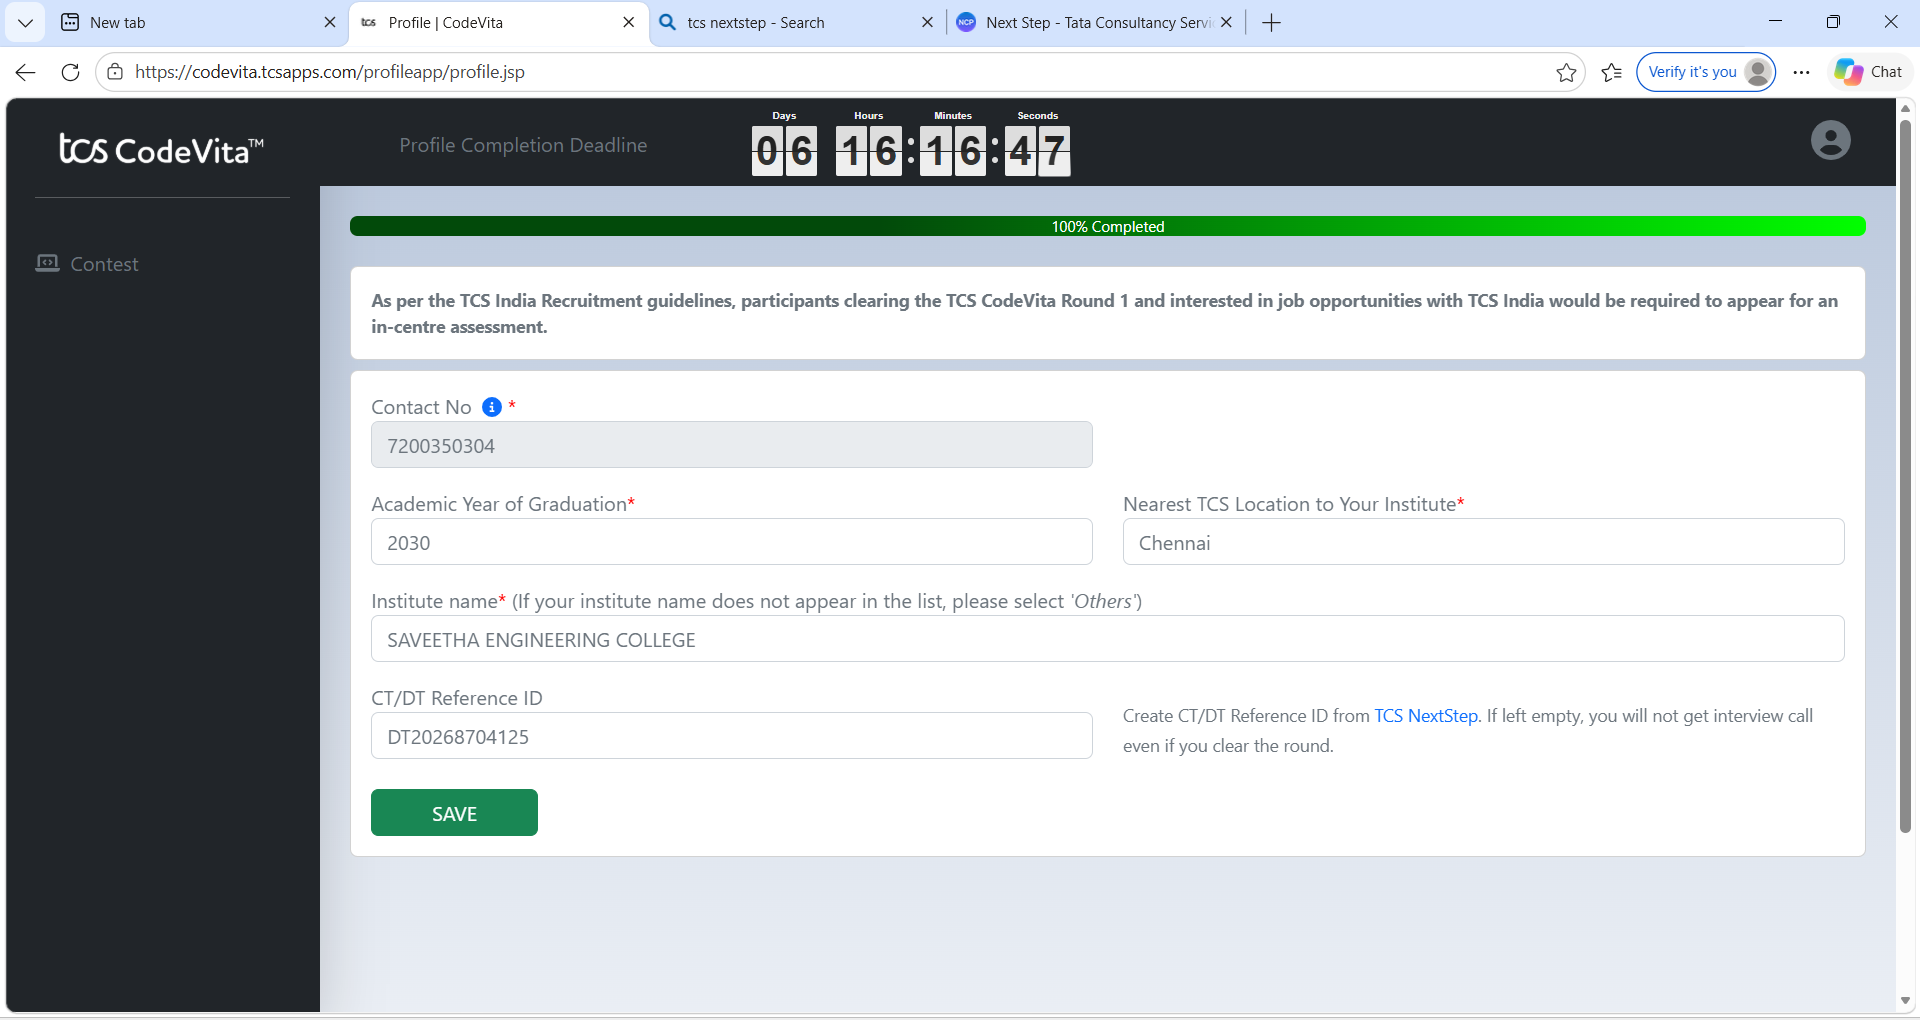 New tab
tcs Profile | CodeVita
tcs nextstep - Search
NCP Next Step - Tata Consultancy Servi
https://codevita.tcsapps.com/profileapp/profile.jsp
Verify it's you
Chat
tcs CodeVita™
Profile Completion Deadline
Days Hours Minutes Seconds
06 16:16:47
Contest
100% Completed
As per the TCS India Recruitment guidelines, participants clearing the TCS CodeVita Round 1 and interested in job opportunities with TCS India would be required to appear for an
in-centre assessment.
Contact No i *
7200350304
Academic Year of Graduation*
2030
Nearest TCS Location to Your Institute*
Chennai
Institute name* (If your institute name does not appear in the list, please select 'Others')
SAVEETHA ENGINEERING COLLEGE
CT/DT Reference ID
DT20268704125
Create CT/DT Reference ID from TCS NextStep. If left empty, you will not get interview call
even if you clear the round.
SAVE